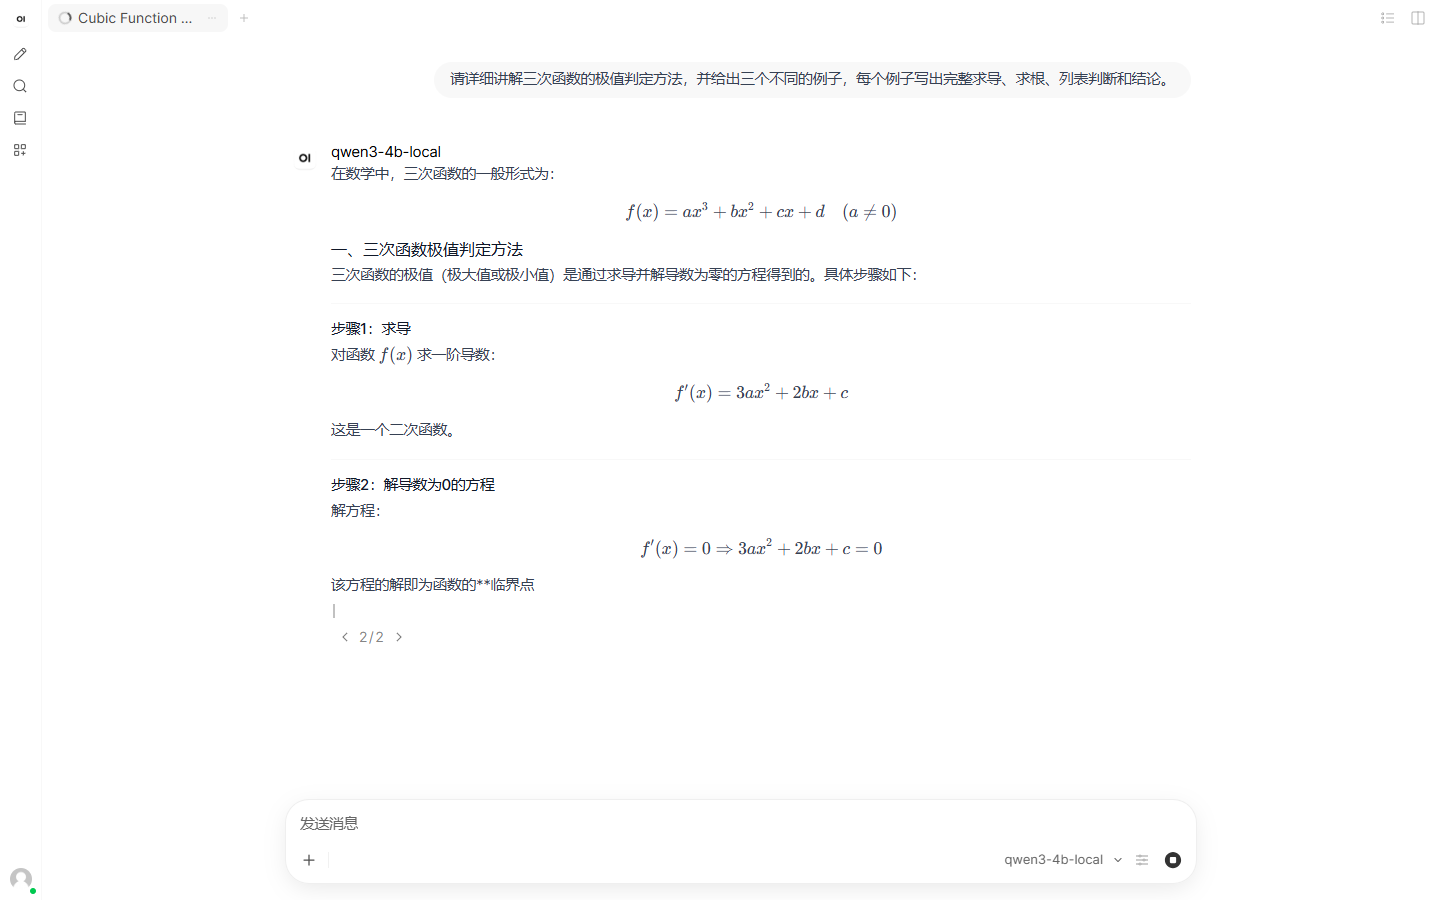 OI
Cubic Function ...
请详细讲解三次函数的极值判定方法，并给出三个不同的例子，每个例子写出完整求导、求根、列表判断和结论。
OI
qwen3-4b-local
在数学中，三次函数的一般形式为：
f(x) = ax³ + bx² + cx + d (a ≠ 0)
一、三次函数极值判定方法
三次函数的极值（极大值或极小值）是通过求导并解导数为零的方程得到的。具体步骤如下：
步骤1：求导
对函数 f(x) 求一阶导数：
f′(x) = 3ax² + 2bx + c
这是一个二次函数。
步骤2：解导数为0的方程
解方程：
f′(x) = 0 ⇒ 3ax² + 2bx + c = 0
该方程的解即为函数的**临界点
2/2
发送消息
qwen3-4b-local